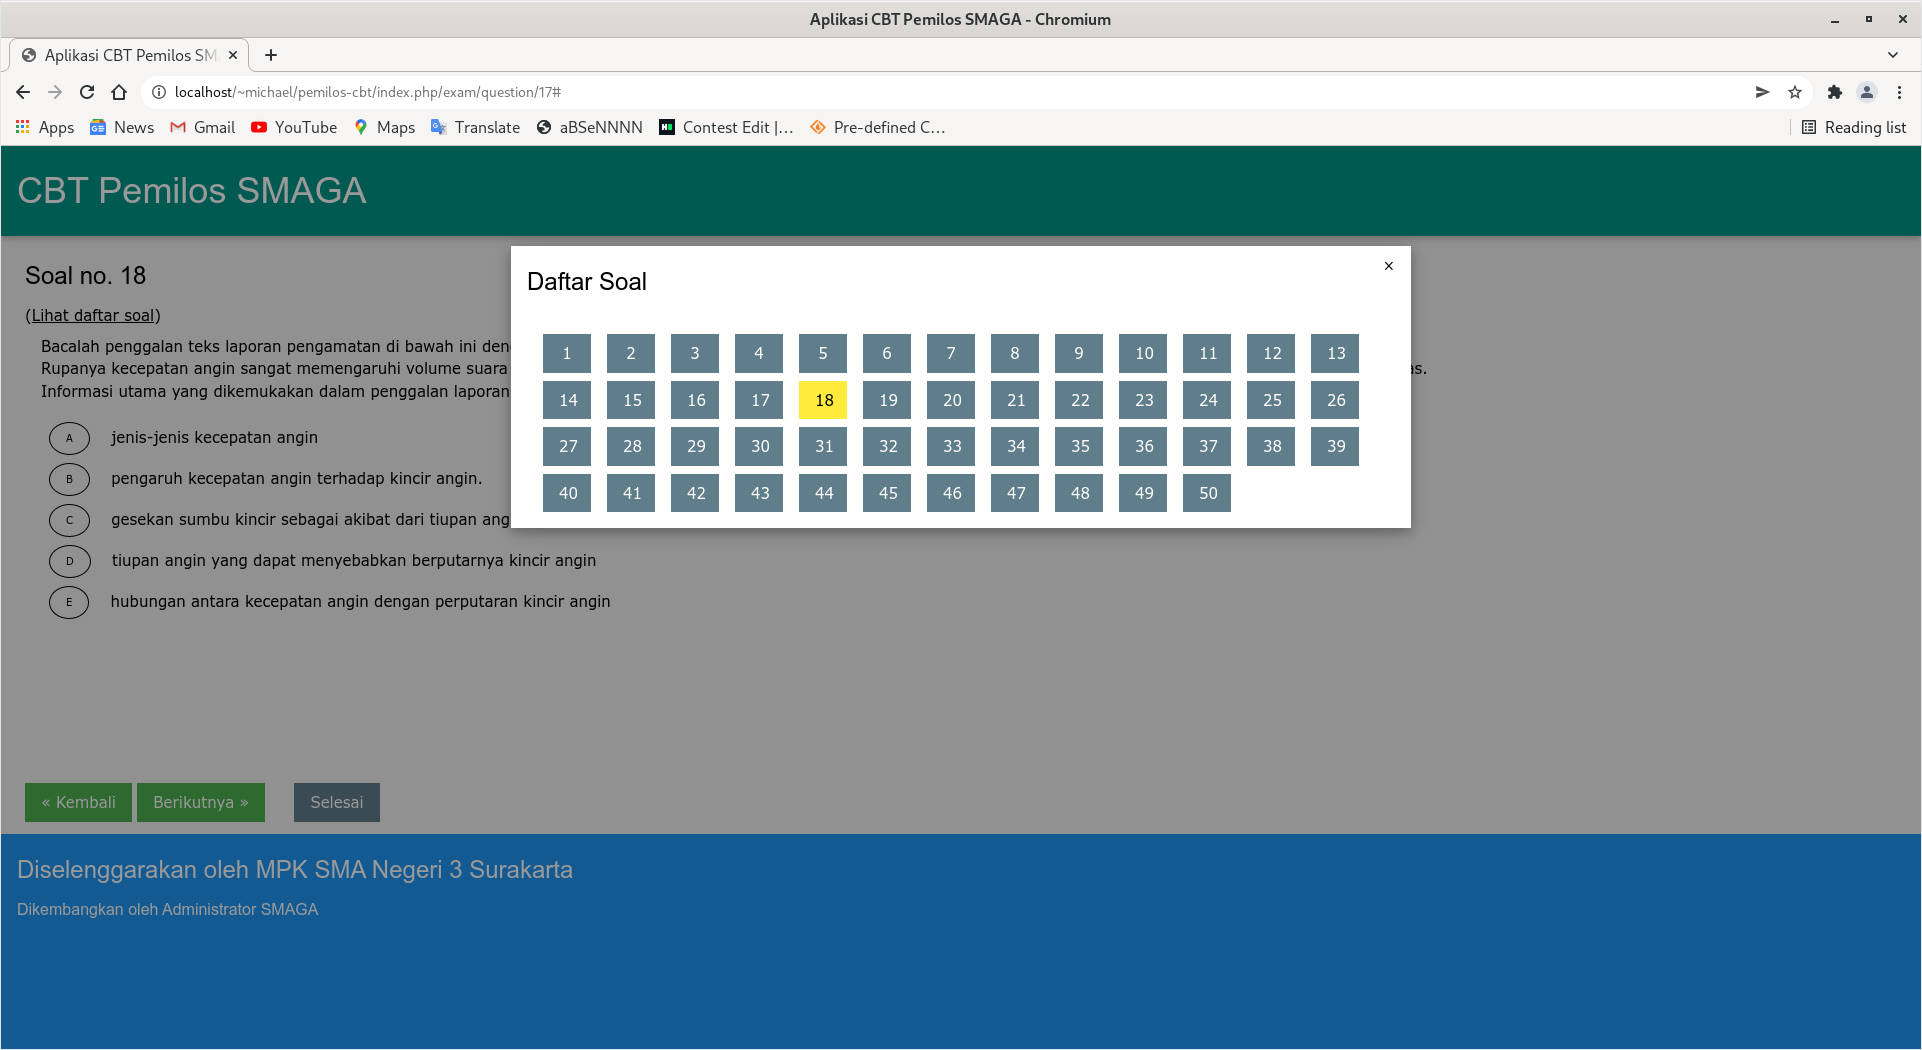 Aplikasi CBT Pemilos SMAGA - Chromium
Aplikasi CBT Pemilos SM
localhost/~michael/pemilos-cbt/index.php/exam/question/17#
Apps News Gmail YouTube Maps Translate aBSeNNNN Contest Edit |... Pre-defined C... Reading list
CBT Pemilos SMAGA
Soal no. 18
(Lihat daftar soal)
Bacalah penggalan teks laporan pengamatan di bawah ini den
Rupanya kecepatan angin sangat memengaruhi volume suara as.
Informasi utama yang dikemukakan dalam penggalan laporan
A jenis-jenis kecepatan angin
B pengaruh kecepatan angin terhadap kincir angin.
C gesekan sumbu kincir sebagai akibat dari tiupan ang
D tiupan angin yang dapat menyebabkan berputarnya kincir angin
E hubungan antara kecepatan angin dengan perputaran kincir angin
Daftar Soal ×
1 2 3 4 5 6 7 8 9 10 11 12 13
14 15 16 17 18 19 20 21 22 23 24 25 26
27 28 29 30 31 32 33 34 35 36 37 38 39
40 41 42 43 44 45 46 47 48 49 50
« Kembali Berikutnya » Selesai
Diselenggarakan oleh MPK SMA Negeri 3 Surakarta
Dikembangkan oleh Administrator SMAGA